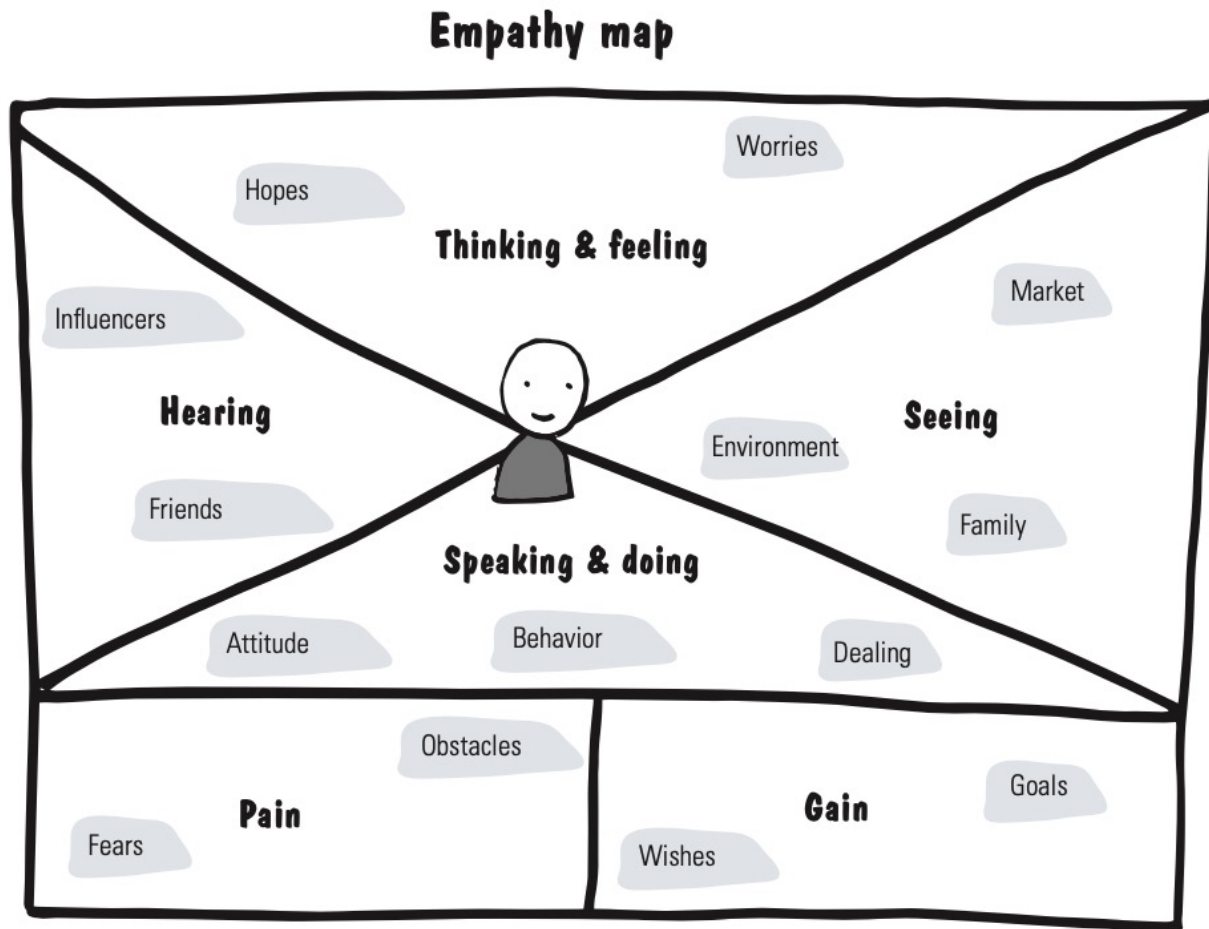 Empathy map
Worries
Hopes
Thinking & feeling
Market
Influencers
Hearing
Seeing
Environment
Friends
Family
Speaking & doing
Attitude
Behavior
Dealing
Obstacles
Pain
Fears
Goals
Gain
Wishes